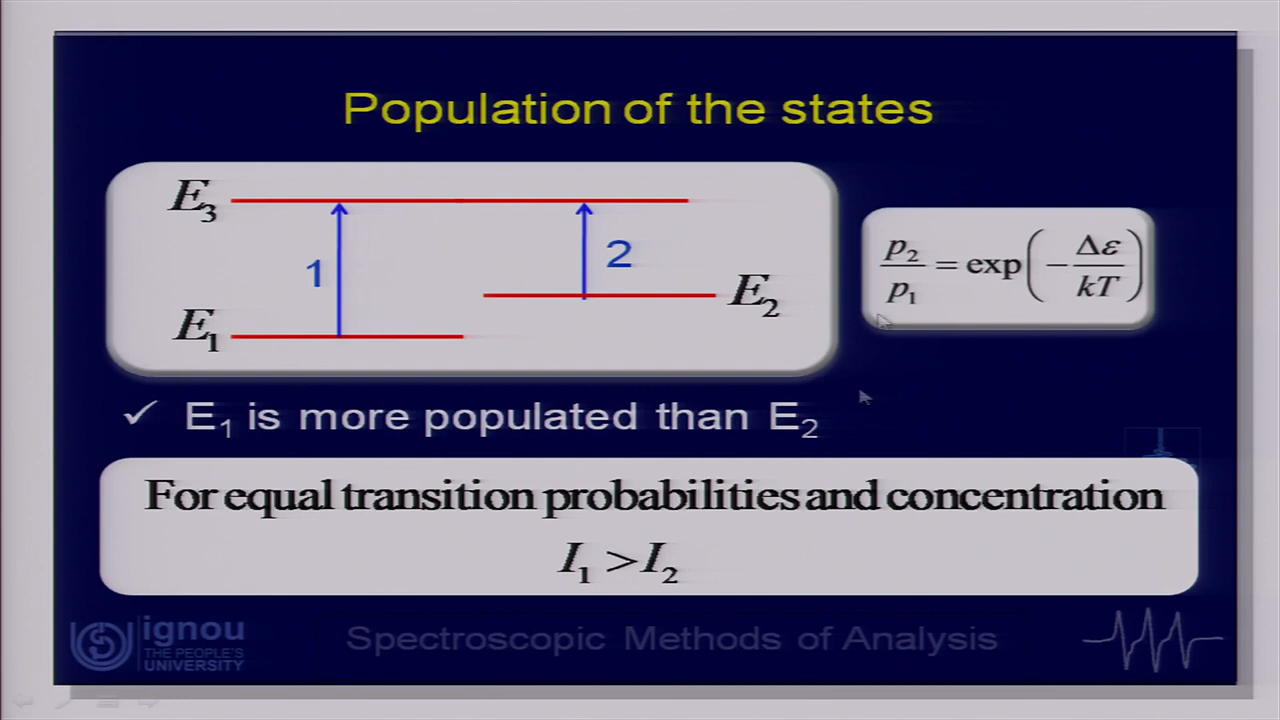 Population of the states
E₃
1
2
E₂
E₁
p₂/p₁ = exp(−Δε/kT)
✓ E₁ is more populated than E₂
For equal transition probabilities and concentration
I₁ > I₂
ignou
THE PEOPLE'S
UNIVERSITY
Spectroscopic Methods of Analysis